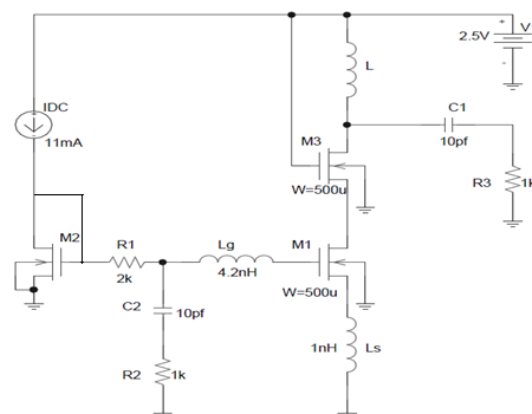 +
V
2.5V
-
L
IDC
11mA
C1
10pf
M3
R3
1k
W=500u
M2
R1
2k
Lg
4.2nH
M1
C2
10pf
W=500u
1nH
Ls
R2
1k